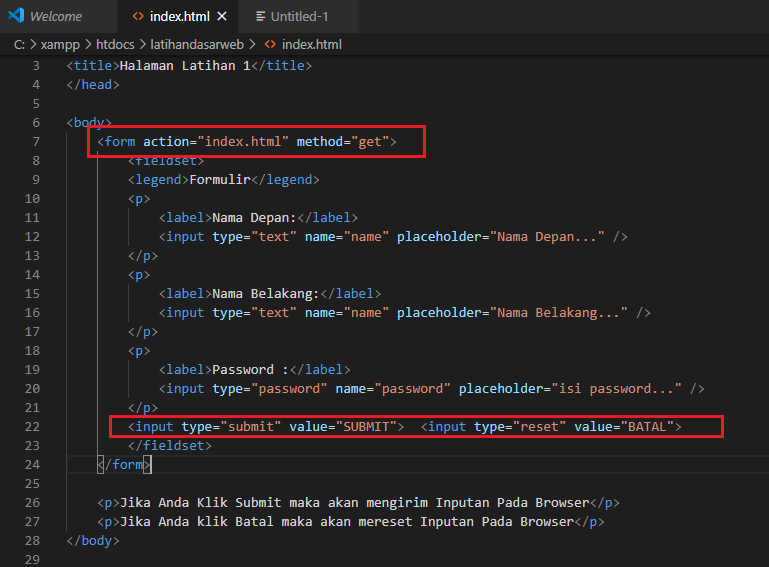 Welcome index.html Untitled-1
C: > xampp > htdocs > latihandasarweb > index.html
3 <title>Halaman Latihan 1</title>
4 </head>
5
6 <body>
7 <form action="index.html" method="get">
8 <fieldset>
9 <legend>Formulir</legend>
10 <p>
11 <label>Nama Depan:</label>
12 <input type="text" name="name" placeholder="Nama Depan..." />
13 </p>
14 <p>
15 <label>Nama Belakang:</label>
16 <input type="text" name="name" placeholder="Nama Belakang..." />
17 </p>
18 <p>
19 <label>Password :</label>
20 <input type="password" name="password" placeholder="isi password..." />
21 </p>
22 <input type="submit" value="SUBMIT">  <input type="reset" value="BATAL">
23 </fieldset>
24 </form>
25
26 <p>Jika Anda Klik Submit maka akan mengirim Inputan Pada Browser</p>
27 <p>Jika Anda klik Batal maka akan mereset Inputan Pada Browser</p>
28 </body>
29